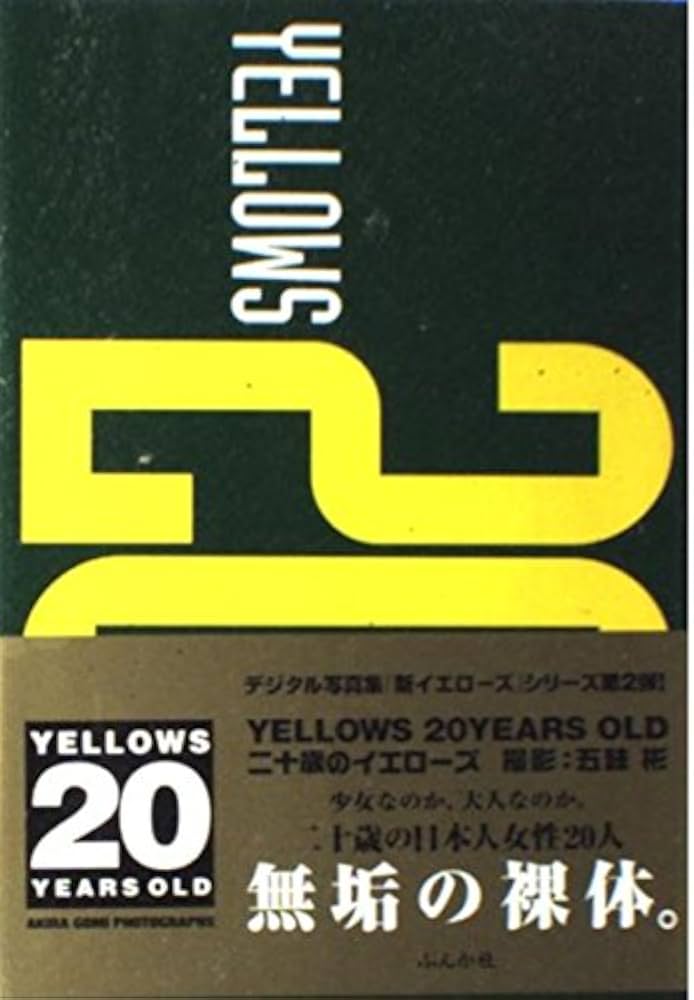 YELLOWS
20
デジタル写真集「新イエローズ」シリーズ第2弾!
YELLOWS 20YEARS OLD
二十歳のイエローズ 撮影:五味 彬
少女なのか、大人なのか。
二十歳の日本人女性20人
無垢の裸体。
ぶんか社
YELLOWS
20
YEARS OLD
AKIRA GOMI PHOTOGRAPHS